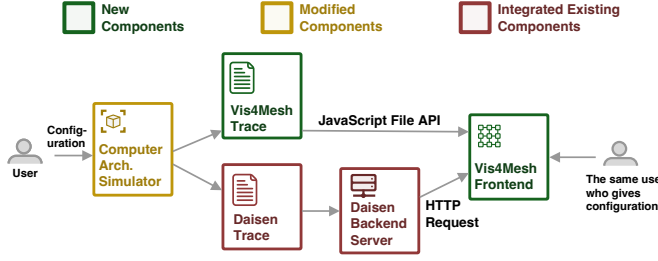 New
Components
Modified
Components
Integrated Existing
Components
Config-
uration
User
Computer
Arch.
Simulator
Vis4Mesh
Trace
JavaScript File API
Daisen
Trace
Daisen
Backend
Server
HTTP
Request
Vis4Mesh
Frontend
The same use
who gives
configuration